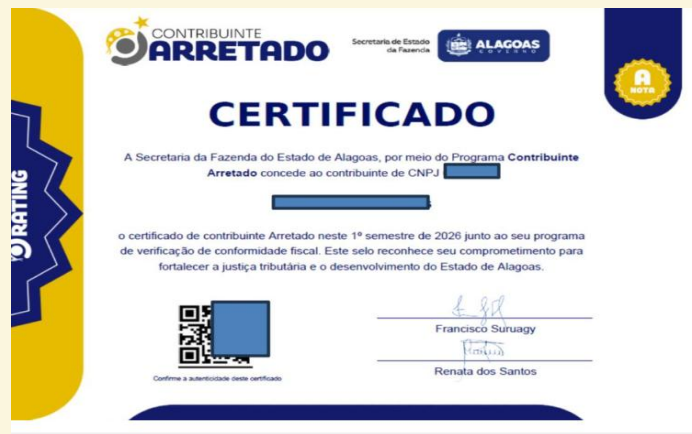 CONTRIBUINTE
ARRETADO
Secretaria de Estado
da Fazenda
ALAGOAS
GOVERNO
A
NOTA
RATING
CERTIFICADO
A Secretaria da Fazenda do Estado de Alagoas, por meio do Programa Contribuinte
Arretado concede ao contribuinte de CNPJ
o certificado de contribuinte Arretado neste 1º semestre de 2026 junto ao seu programa
de verificação de conformidade fiscal. Este selo reconhece seu comprometimento para
fortalecer a justiça tributária e o desenvolvimento do Estado de Alagoas.
Francisco Suruagy
Renata dos Santos
Confirme a autenticidade deste certificado